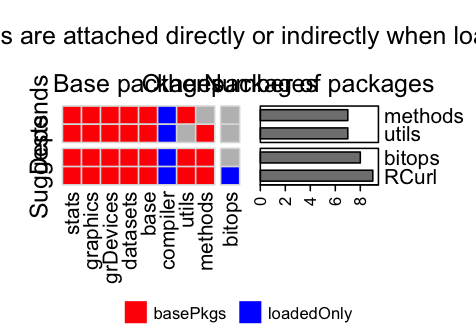 s are attached directly or indirectly when loa
Base packages
Other packages
Number of packages
Depends
Suggests
methods
utils
bitops
RCurl
stats
graphics
grDevices
datasets
base
compiler
utils
methods
bitops
0 2 4 6 8
basePkgs
loadedOnly